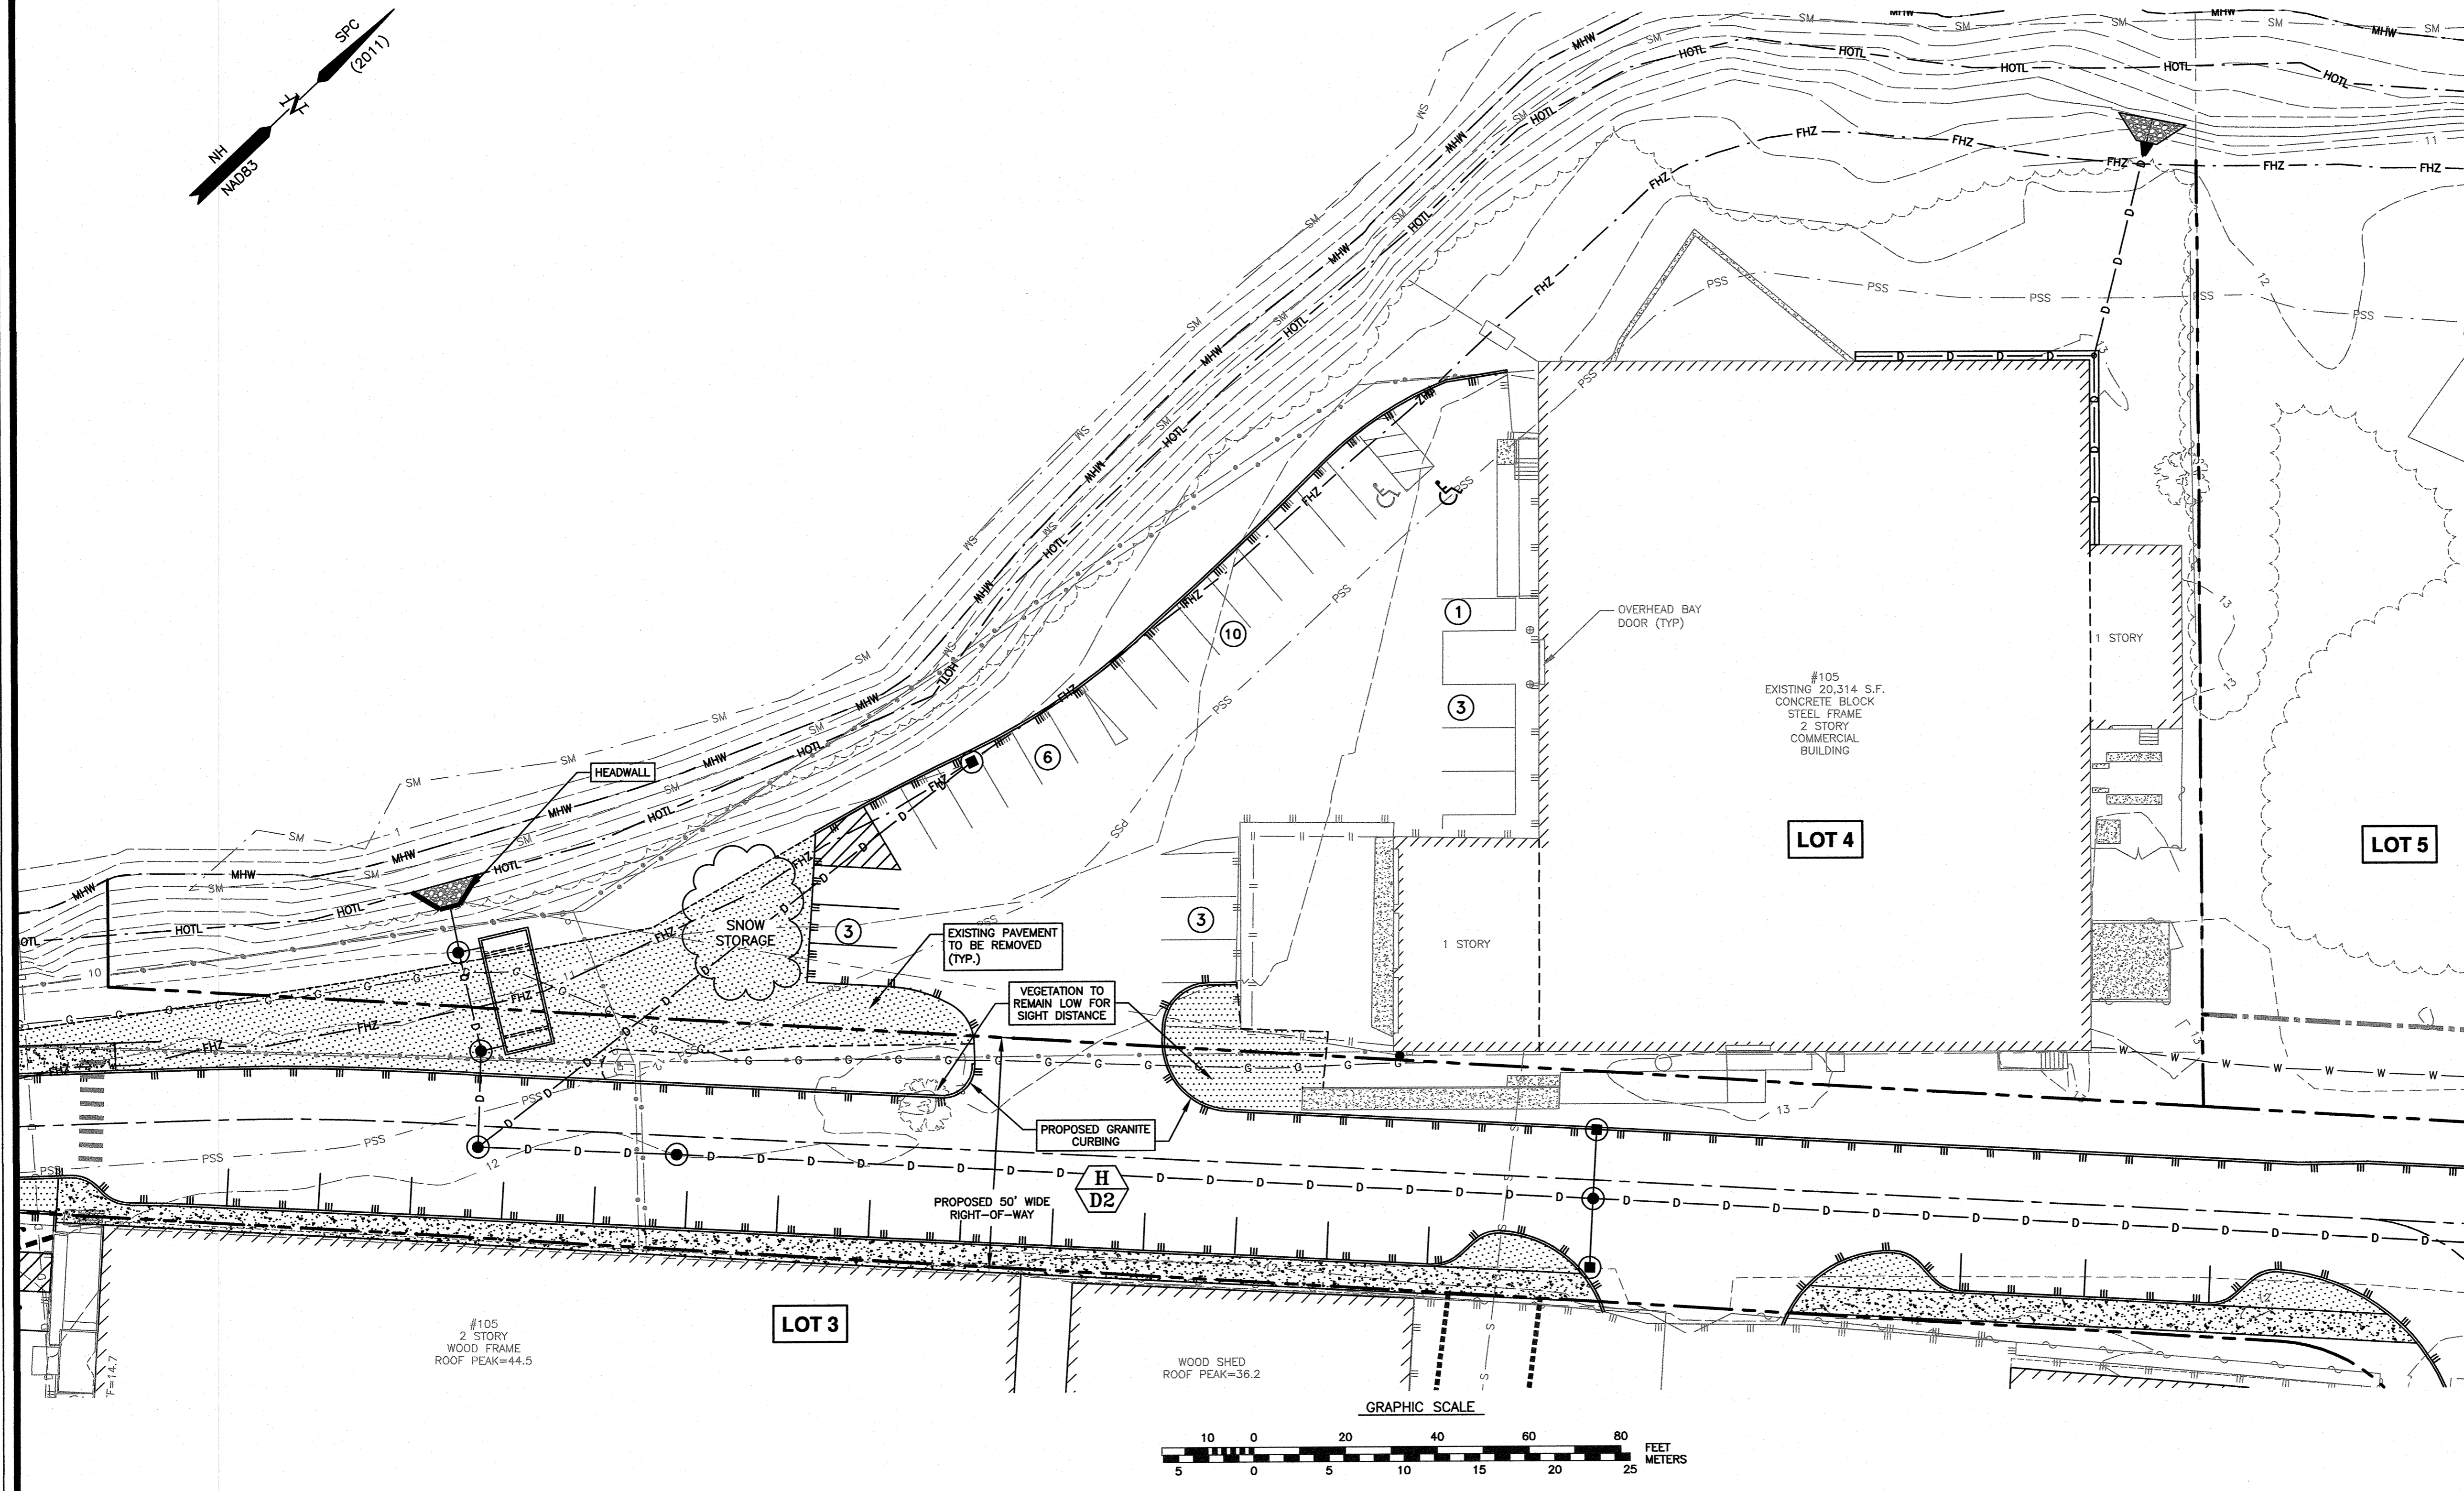 SPC
(2011)
N
NH
NAD83
MHW
SM
HOTL
FHZ
PSS
D
11
12
13
OVERHEAD BAY
DOOR (TYP)
1
10
3
6
1 STORY
#105
EXISTING 20,314 S.F.
CONCRETE BLOCK
STEEL FRAME
2 STORY
COMMERCIAL
BUILDING
LOT 4
LOT 5
HEADWALL
SNOW
STORAGE
3
3
EXISTING PAVEMENT
TO BE REMOVED
(TYP.)
1 STORY
VEGETATION TO
REMAIN LOW FOR
SIGHT DISTANCE
G
W
S
PROPOSED GRANITE
CURBING
H
D2
PROPOSED 50' WIDE
RIGHT-OF-WAY
LOT 3
#105
2 STORY
WOOD FRAME
ROOF PEAK=44.5
WOOD SHED
ROOF PEAK=36.2
F=14.7
GRAPHIC SCALE
10 0 20 40 60 80 FEET
5 0 5 10 15 20 25 METERS